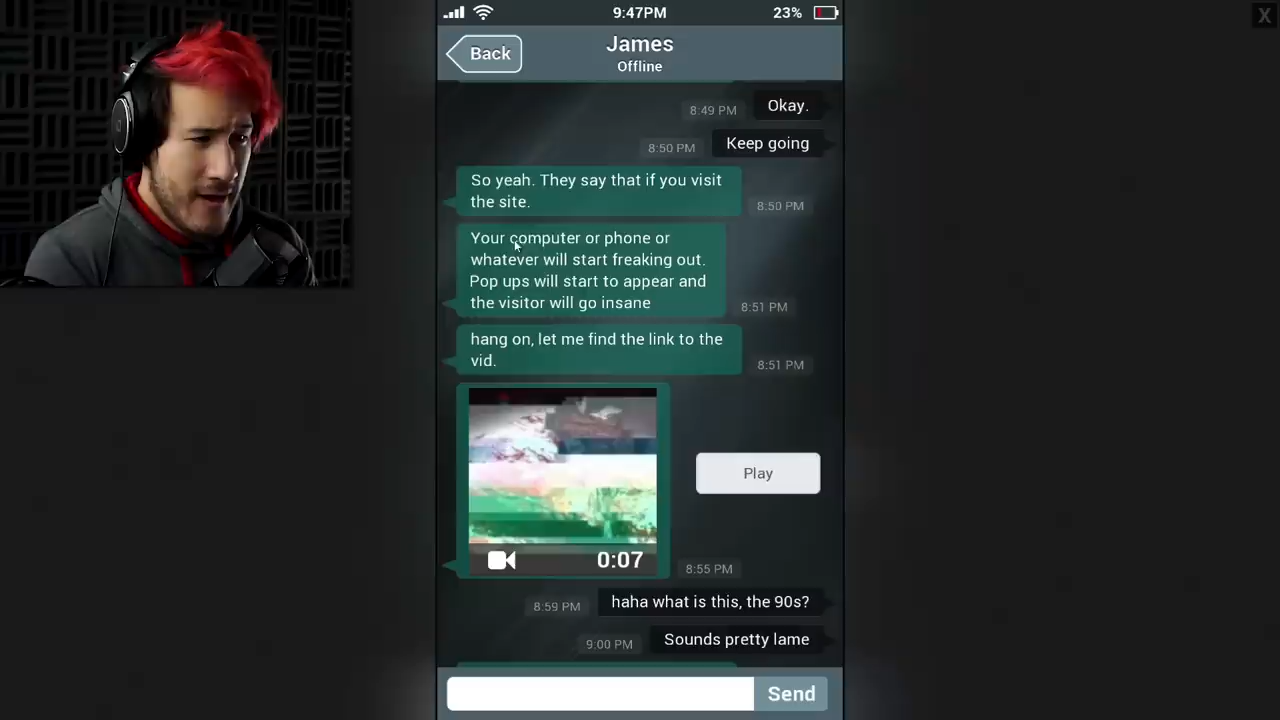 9:47PM
23%
X
Back
James
Offline
8:49 PM
Okay.
8:50 PM
Keep going
So yeah. They say that if you visit
the site.
8:50 PM
Your computer or phone or
whatever will start freaking out.
Pop ups will start to appear and
the visitor will go insane
8:51 PM
hang on, let me find the link to the
vid.
8:51 PM
Play
0:07
8:55 PM
8:59 PM
haha what is this, the 90s?
9:00 PM
Sounds pretty lame
Send